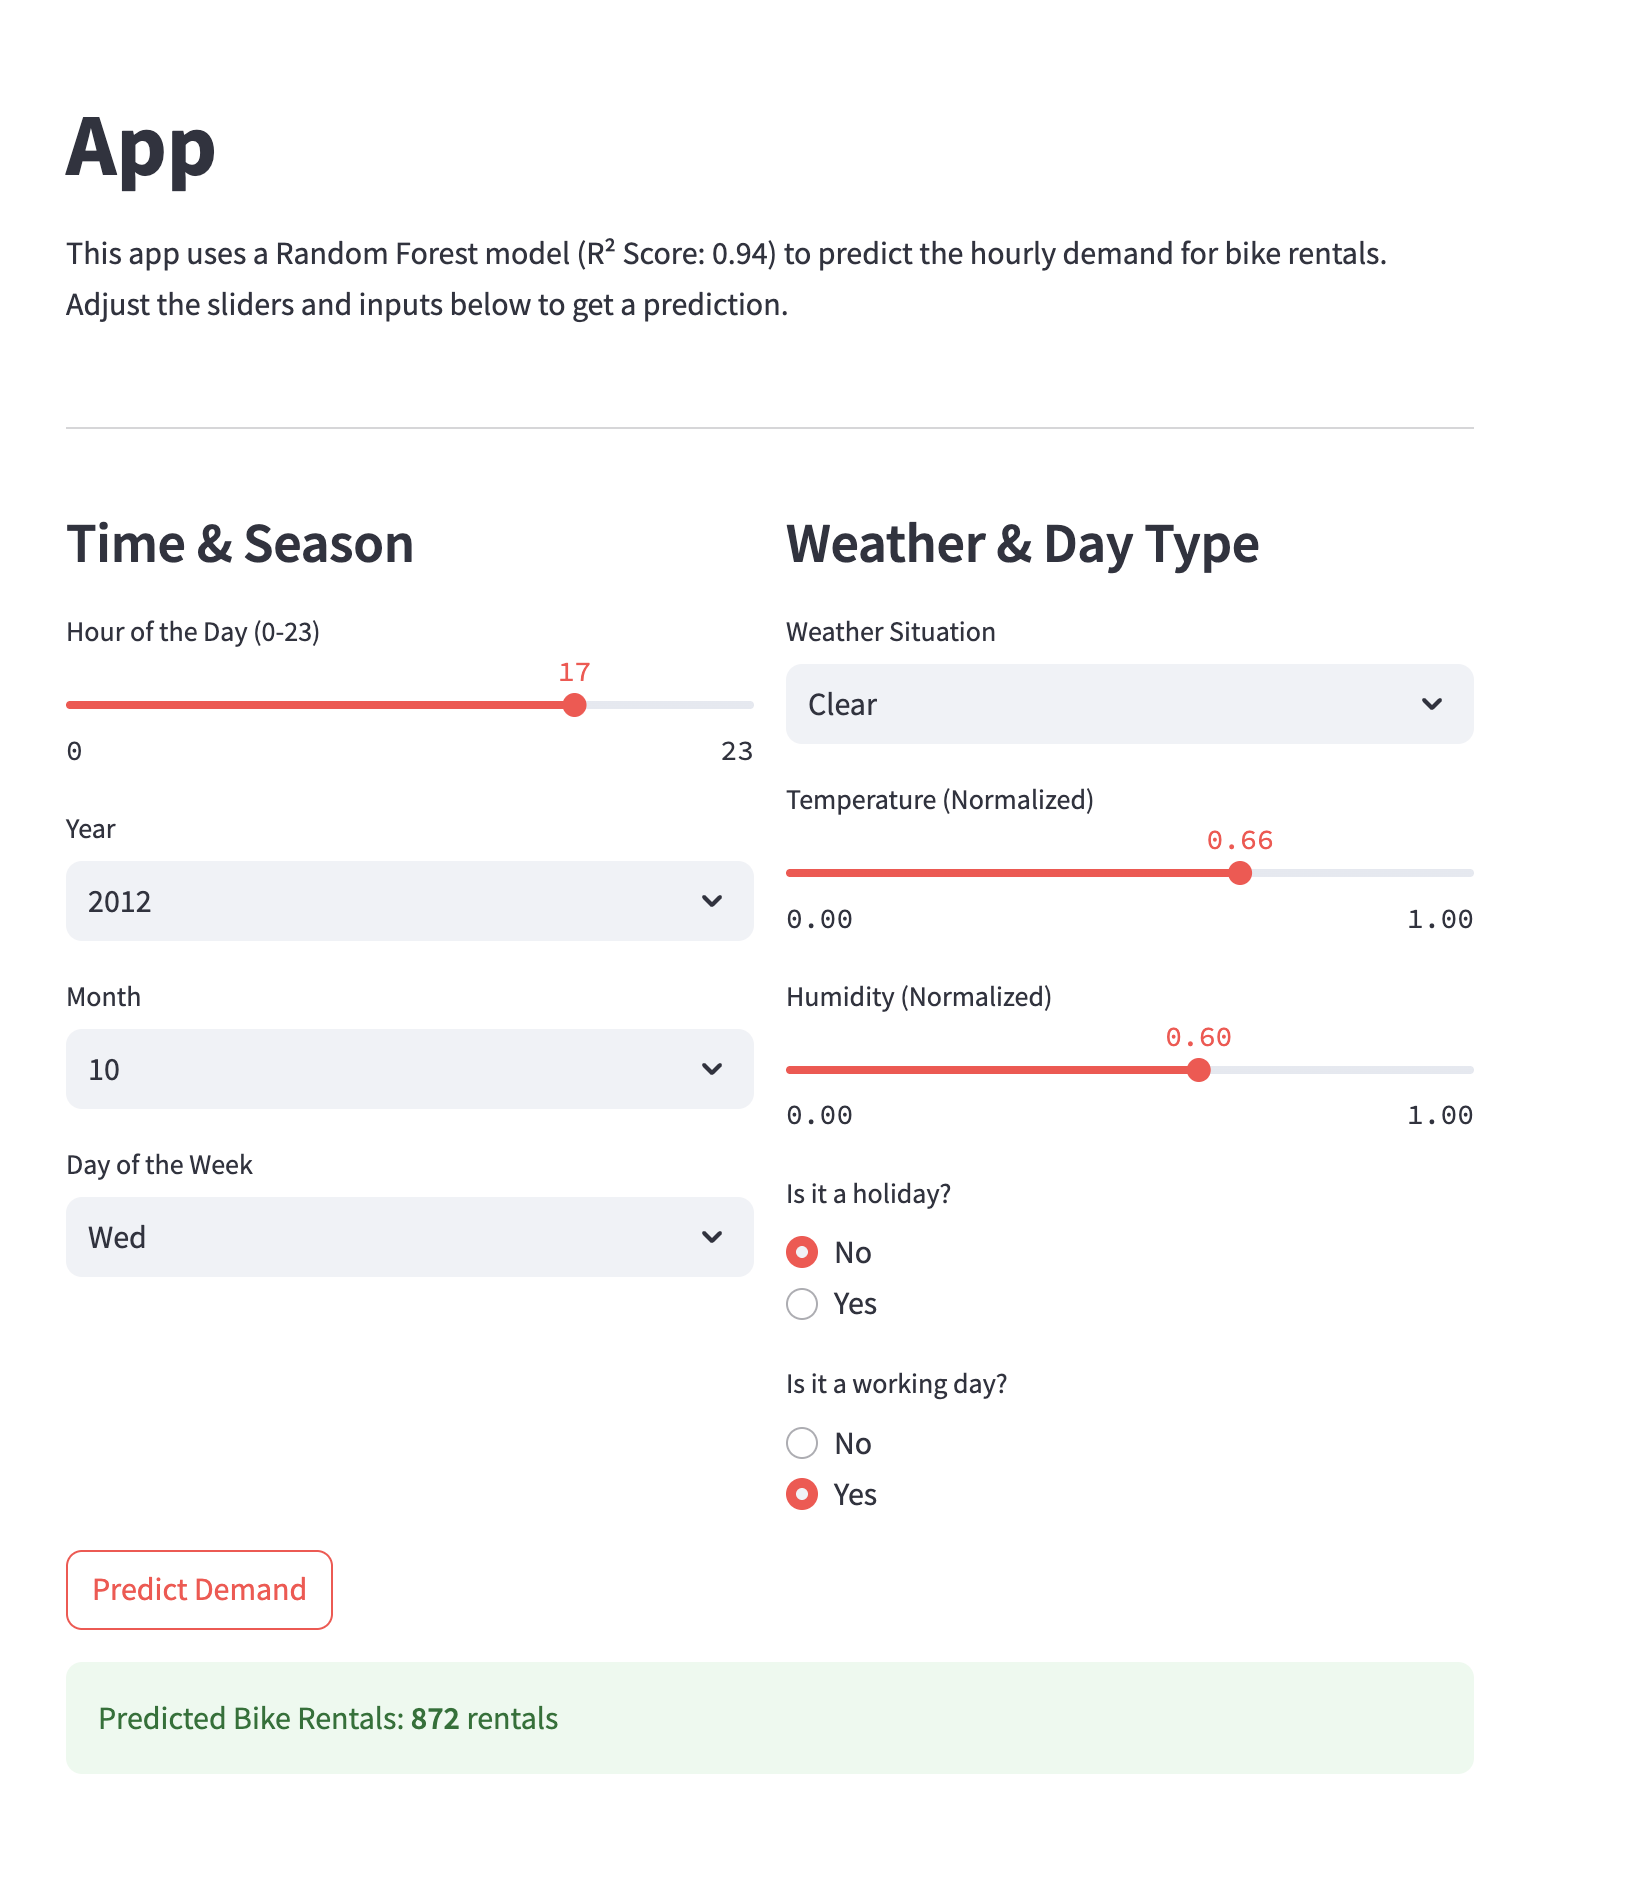 App
This app uses a Random Forest model (R² Score: 0.94) to predict the hourly demand for bike rentals.
Adjust the sliders and inputs below to get a prediction.
Time & Season
Hour of the Day (0-23)
17
0 23
Year
2012
Month
10
Day of the Week
Wed
Weather & Day Type
Weather Situation
Clear
Temperature (Normalized)
0.66
0.00 1.00
Humidity (Normalized)
0.60
0.00 1.00
Is it a holiday?
No
Yes
Is it a working day?
No
Yes
Predict Demand
Predicted Bike Rentals: 872 rentals